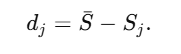 $d_j = \bar{S} - S_j.$